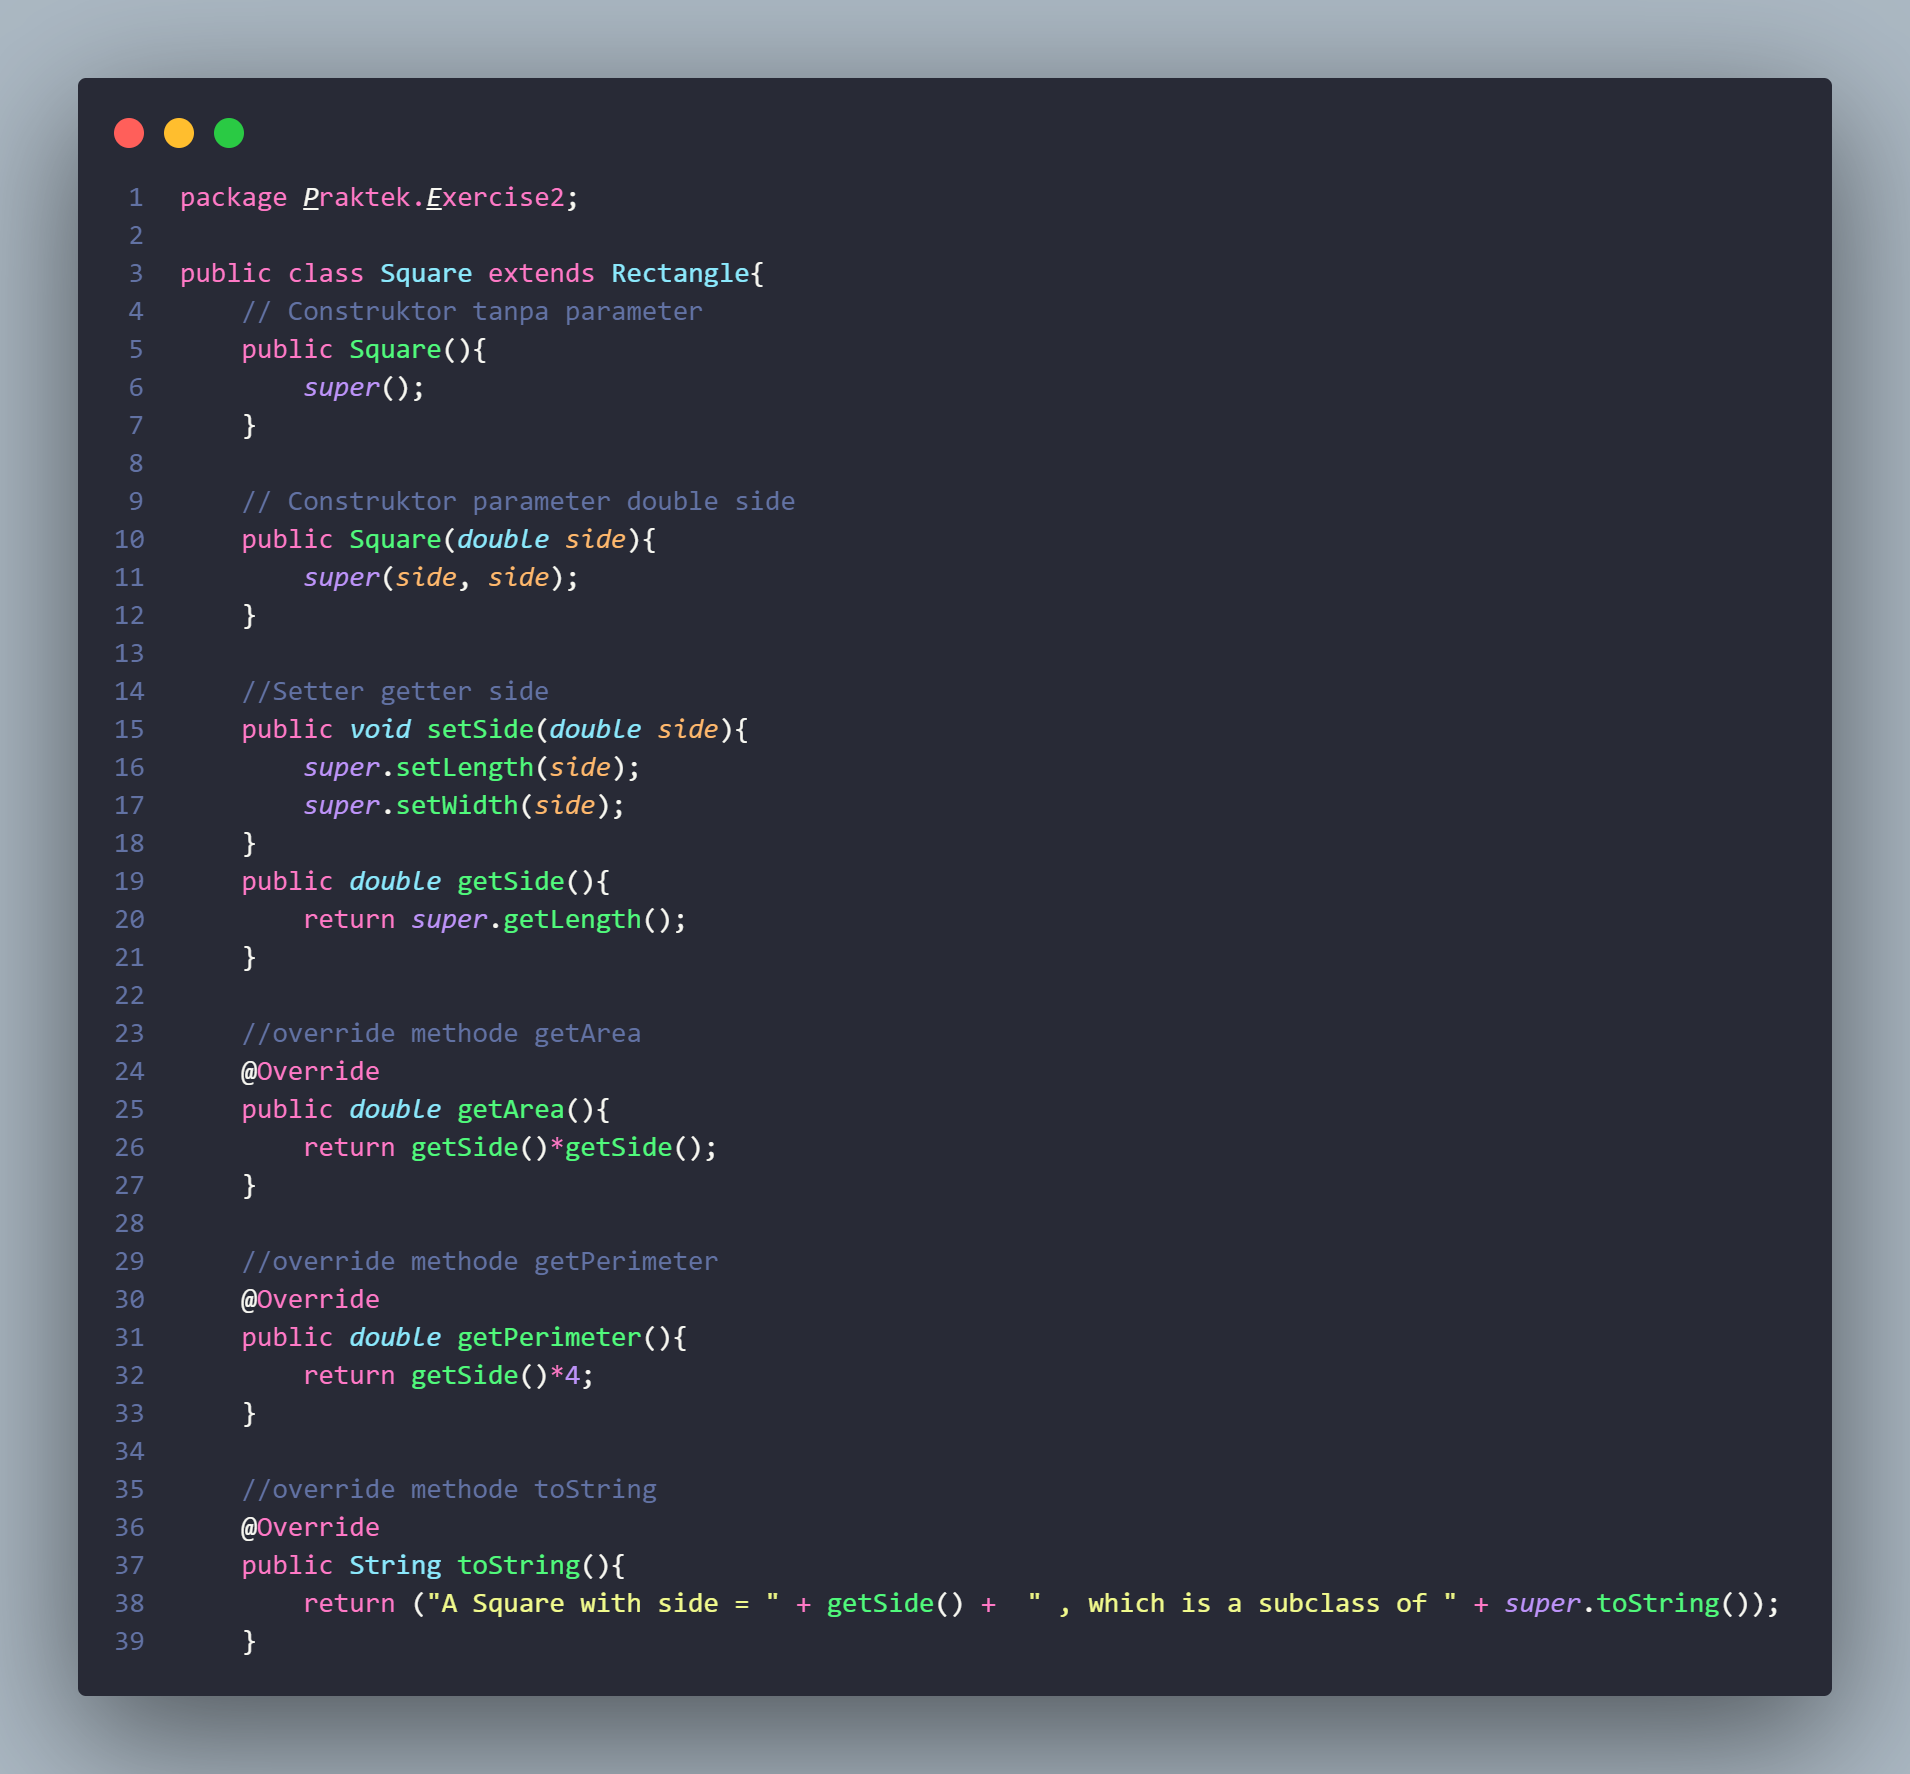 1 package Praktek.Exercise2;
2
3 public class Square extends Rectangle{
4     // Construktor tanpa parameter
5     public Square(){
6         super();
7     }
8
9     // Construktor parameter double side
10     public Square(double side){
11         super(side, side);
12     }
13
14     //Setter getter side
15     public void setSide(double side){
16         super.setLength(side);
17         super.setWidth(side);
18     }
19     public double getSide(){
20         return super.getLength();
21     }
22
23     //override methode getArea
24     @Override
25     public double getArea(){
26         return getSide()*getSide();
27     }
28
29     //override methode getPerimeter
30     @Override
31     public double getPerimeter(){
32         return getSide()*4;
33     }
34
35     //override methode toString
36     @Override
37     public String toString(){
38         return ("A Square with side = " + getSide() +  " , which is a subclass of " + super.toString());
39     }